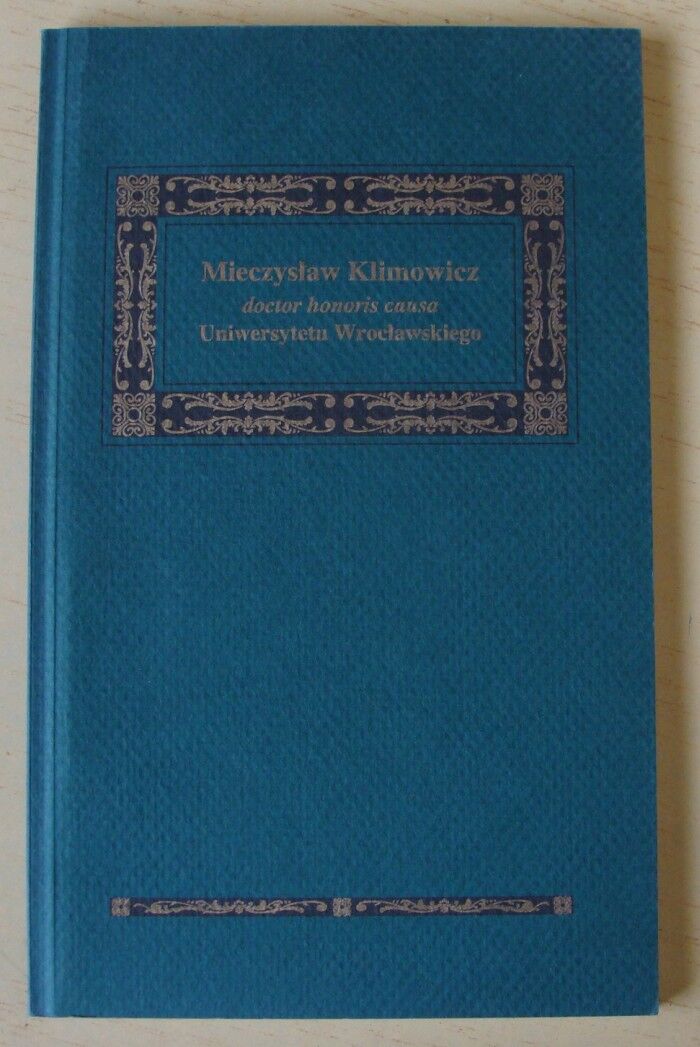 Mieczysław Klimowicz
doctor honoris causa
Uniwersytetu Wrocławskiego